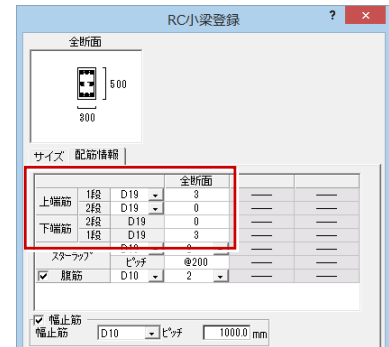 RC小梁登録 ? ×
全断面
500
300
サイズ 配筋情報
全断面
上端筋 1段 D19 3
2段 D19 0
下端筋 2段 D19 0
1段 D19 3
スターラップ D10 2
ピッチ @200
腹筋 D10 2
幅止筋
幅止筋 D10 ピッチ 1000.0 mm